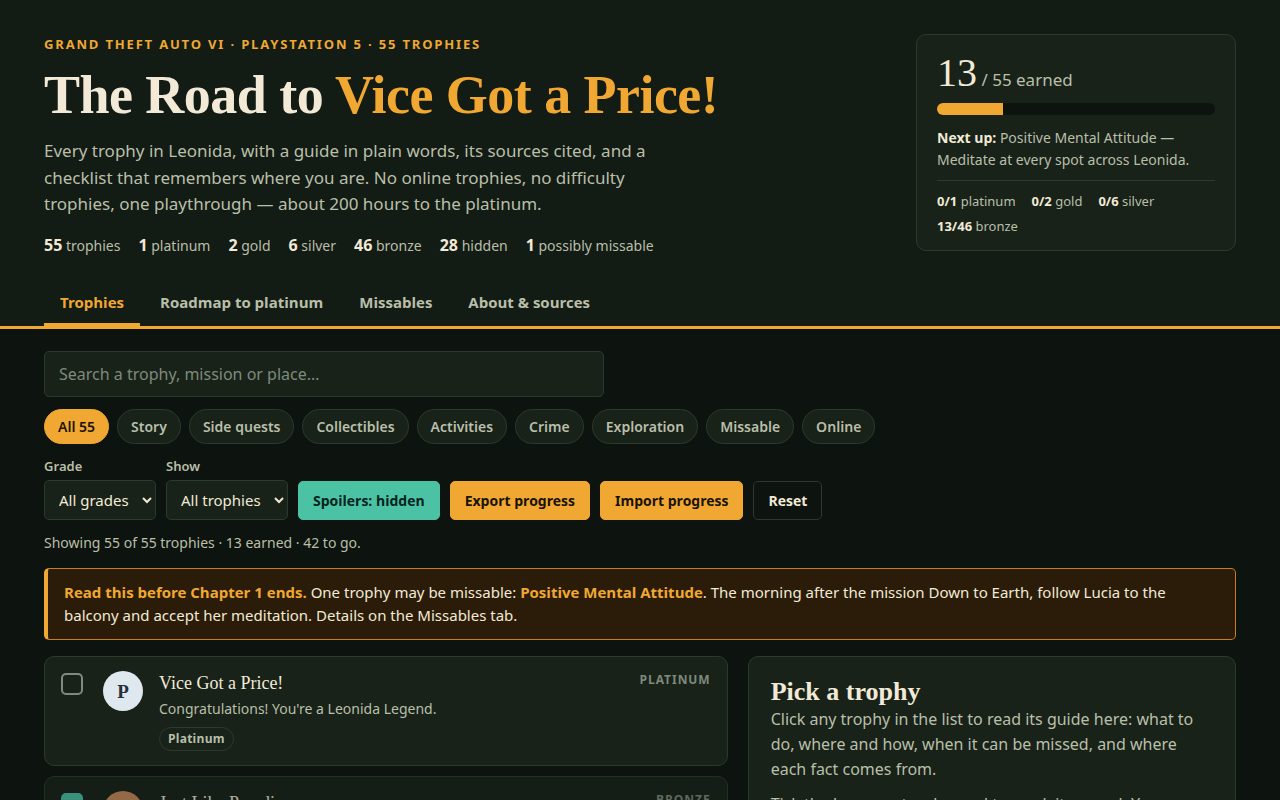 GRAND THEFT AUTO VI · PLAYSTATION 5 · 55 TROPHIES
The Road to Vice Got a Price!
Every trophy in Leonida, with a guide in plain words, its sources cited, and a
checklist that remembers where you are. No online trophies, no difficulty
trophies, one playthrough — about 200 hours to the platinum.
55 trophies 1 platinum 2 gold 6 silver 46 bronze 28 hidden 1 possibly missable
13 / 55 earned
Next up: Positive Mental Attitude —
Meditate at every spot across Leonida.
0/1 platinum 0/2 gold 0/6 silver
13/46 bronze
Trophies Roadmap to platinum Missables About & sources
Search a trophy, mission or place...
All 55 Story Side quests Collectibles Activities Crime Exploration Missable Online
Grade Show
All grades All trophies Spoilers: hidden Export progress Import progress Reset
Showing 55 of 55 trophies · 13 earned · 42 to go.
Read this before Chapter 1 ends. One trophy may be missable: Positive Mental Attitude. The morning after the mission Down to Earth, follow Lucia to the
balcony and accept her meditation. Details on the Missables tab.
P Vice Got a Price! PLATINUM
Congratulations! You're a Leonida Legend.
Platinum
Pick a trophy
Click any trophy in the list to read its guide here: what to
do, where and how, when it can be missed, and where
each fact comes from.
BRONZE